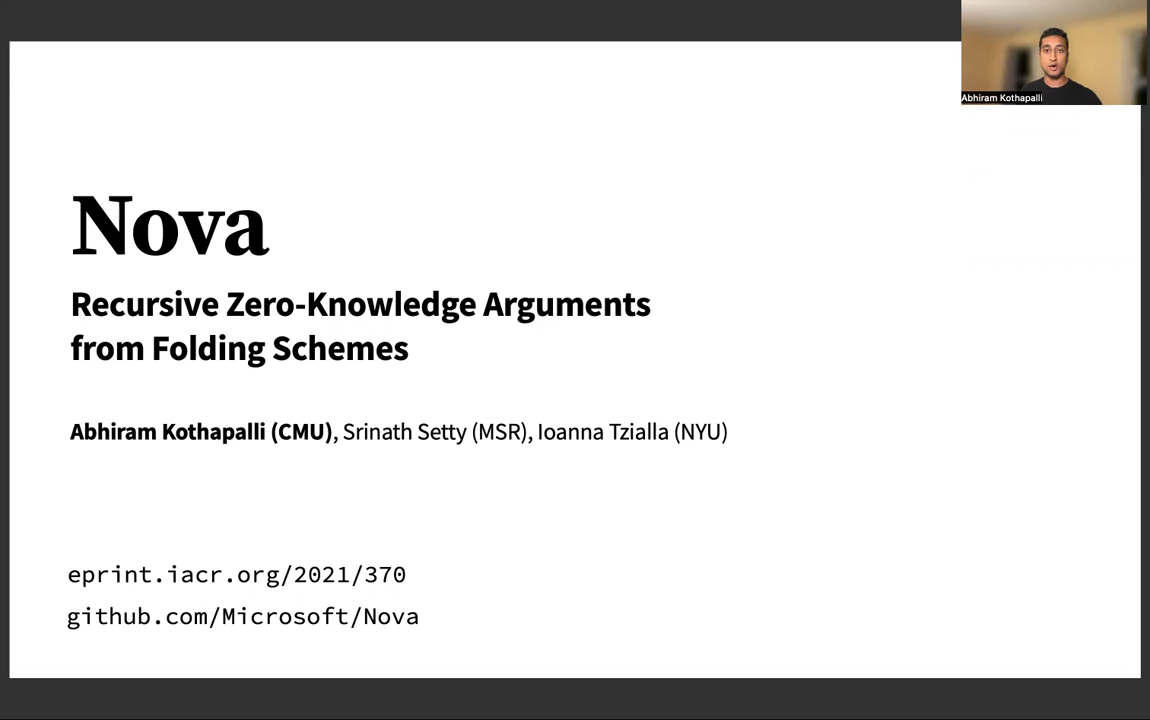 Abhiram Kothapalli
Nova
Recursive Zero-Knowledge Arguments
from Folding Schemes
Abhiram Kothapalli (CMU), Srinath Setty (MSR), Ioanna Tzialla (NYU)
eprint.iacr.org/2021/370
github.com/Microsoft/Nova